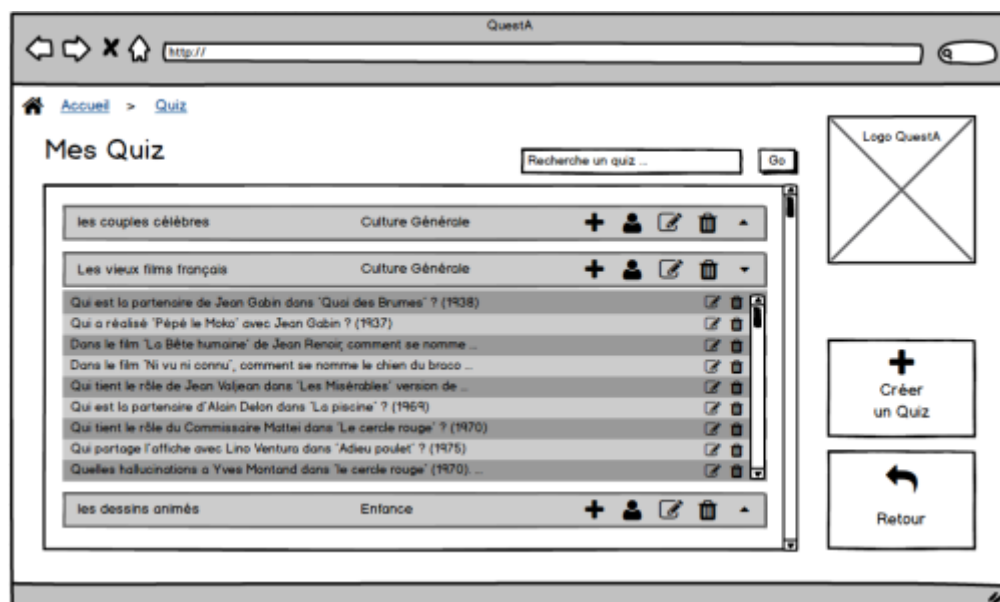 QuestA
http://
Accueil > Quiz
Mes Quiz
Recherche un quiz ...
Go
Logo QuestA
les couples célèbres Culture Générale
Les vieux films français Culture Générale
Qui est la partenaire de Jean Gabin dans "Quai des Brumes" ? (1938)
Qui a réalisé "Pépé le Moko" avec Jean Gabin ? (1937)
Dans le film "La Bête humaine" de Jean Renoir, comment se nomme ...
Dans le film "Ni vu ni connu", comment se nomme le chien du braco ...
Qui tient le rôle de Jean Valjean dans "Les Misérables" version de ...
Qui est la partenaire d'Alain Delon dans "La piscine" ? (1969)
Qui tient le rôle du Commissaire Mattei dans "Le cercle rouge" ? (1970)
Qui partage l'affiche avec Lino Ventura dans "Adieu poulet" ? (1975)
Quelles hallucinations a Yves Montand dans "le cercle rouge" (1970). ...
les dessins animés Enfance
Créer
un Quiz
Retour